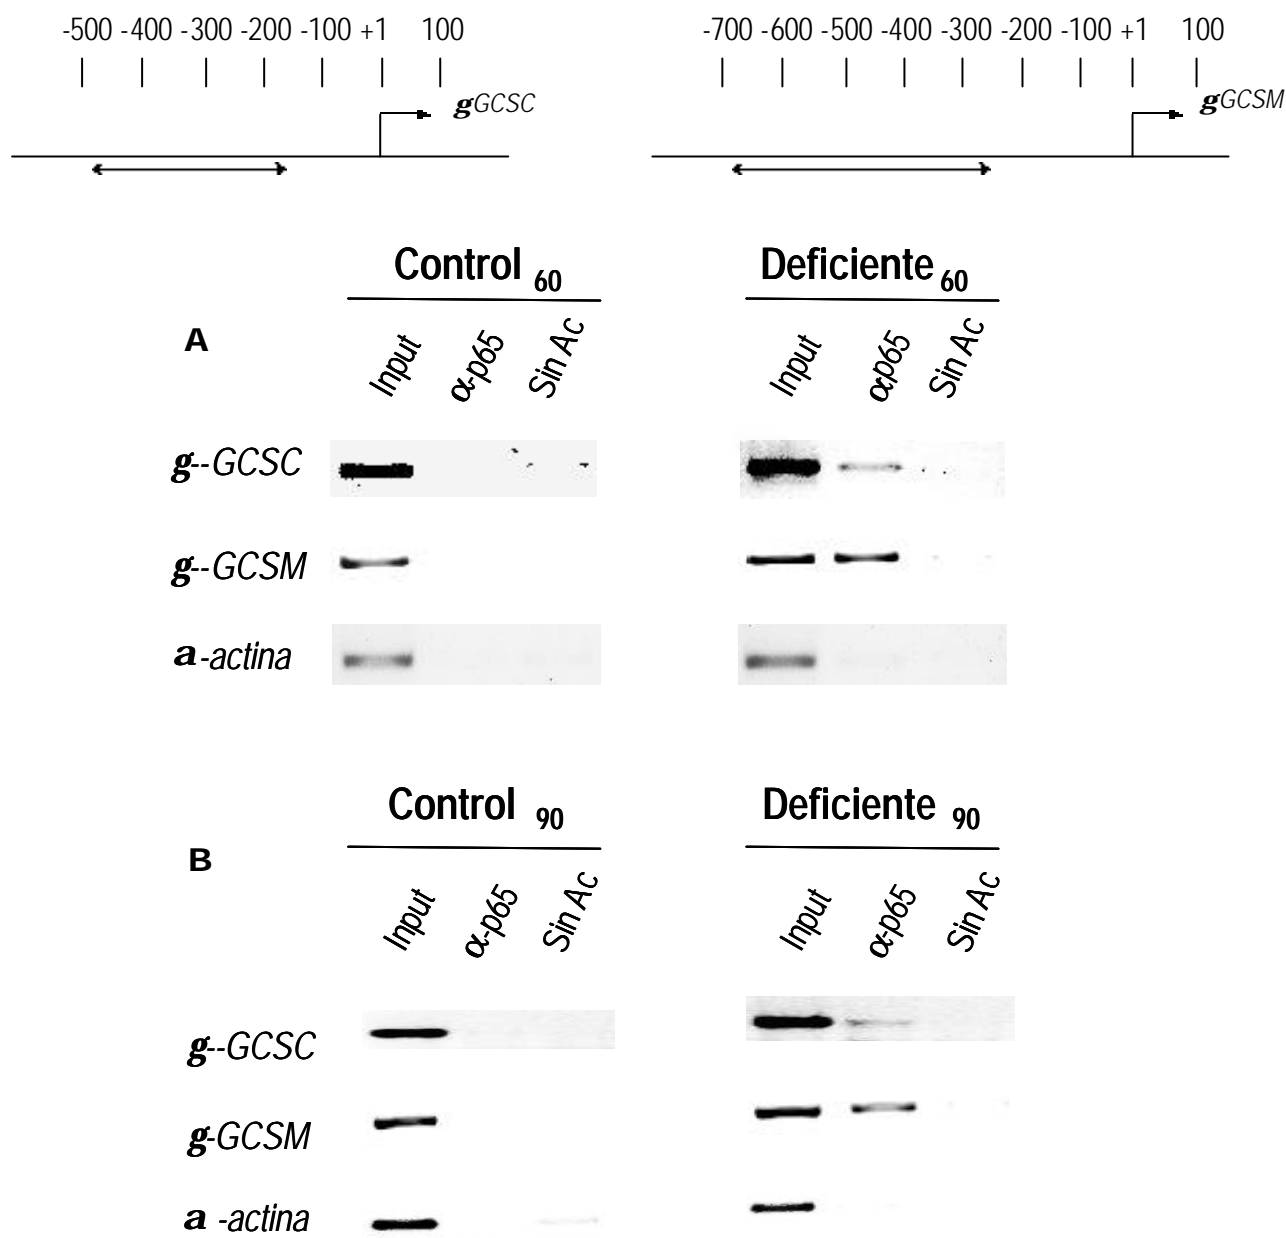 -500 -400 -300 -200 -100 +1 100
gGCSC
-700 -600 -500 -400 -300 -200 -100 +1 100
gGCSM
Control 60
Deficiente 60
A
Input
α-p65
Sin Ac
Input
αp65
Sin Ac
g--GCSC
g--GCSM
a-actina
Control 90
Deficiente 90
B
Input
α-p65
Sin Ac
Input
α-p65
Sin Ac
g--GCSC
g-GCSM
a -actina